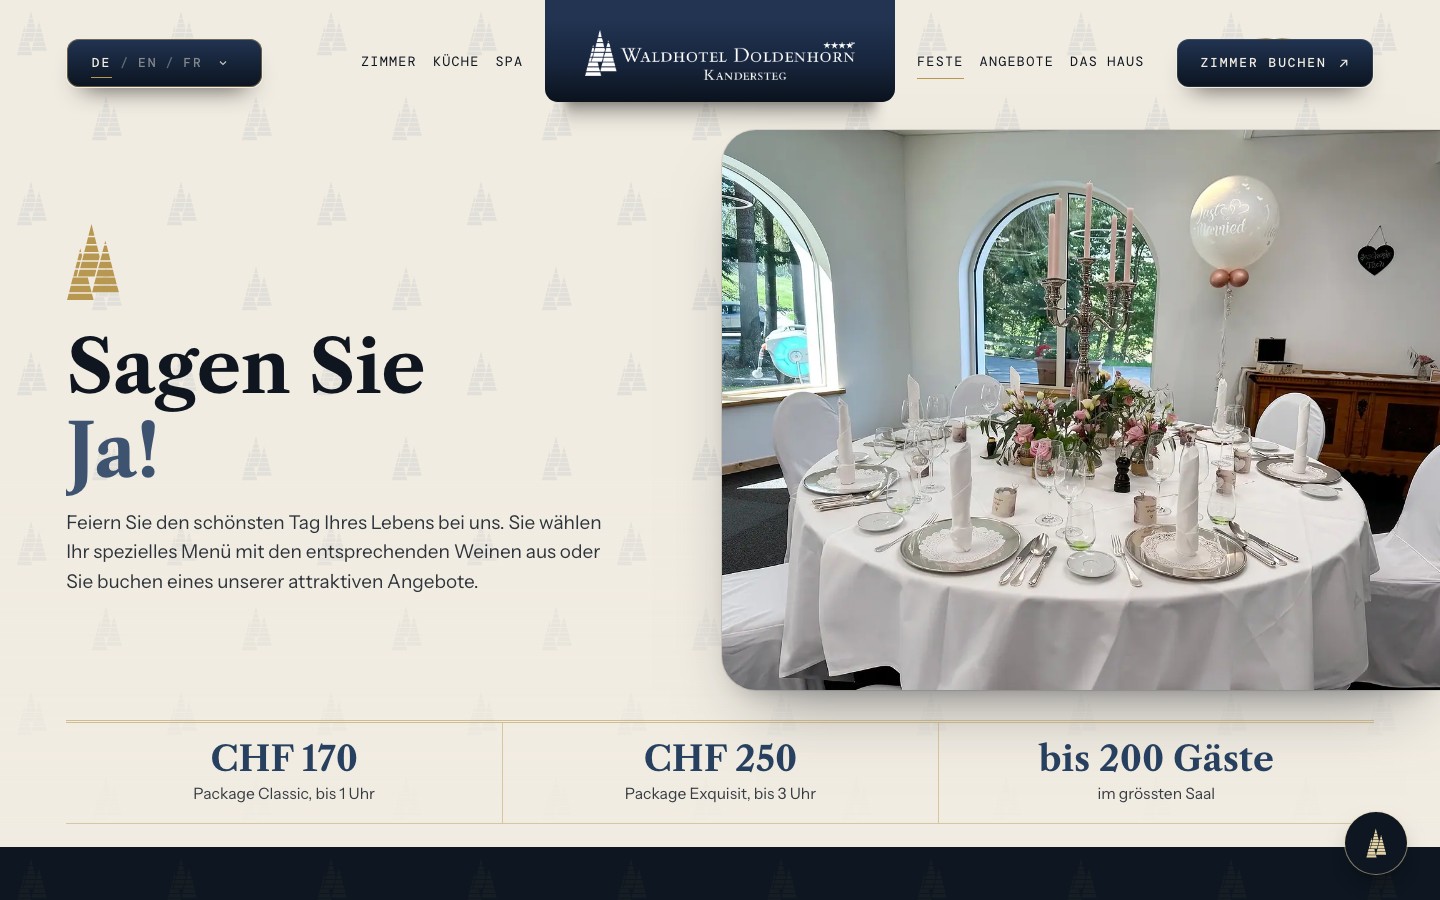 DE / EN / FR
ZIMMER KÜCHE SPA
WALDHOTEL DOLDENHORN
KANDERSTEG
FESTE ANGEBOTE DAS HAUS
ZIMMER BUCHEN
Just
Married
Sagen Sie
Ja!
Feiern Sie den schönsten Tag Ihres Lebens bei uns. Sie wählen
Ihr spezielles Menü mit den entsprechenden Weinen aus oder
Sie buchen eines unserer attraktiven Angebote.
CHF 170
Package Classic, bis 1 Uhr
CHF 250
Package Exquisit, bis 3 Uhr
bis 200 Gäste
im grössten Saal